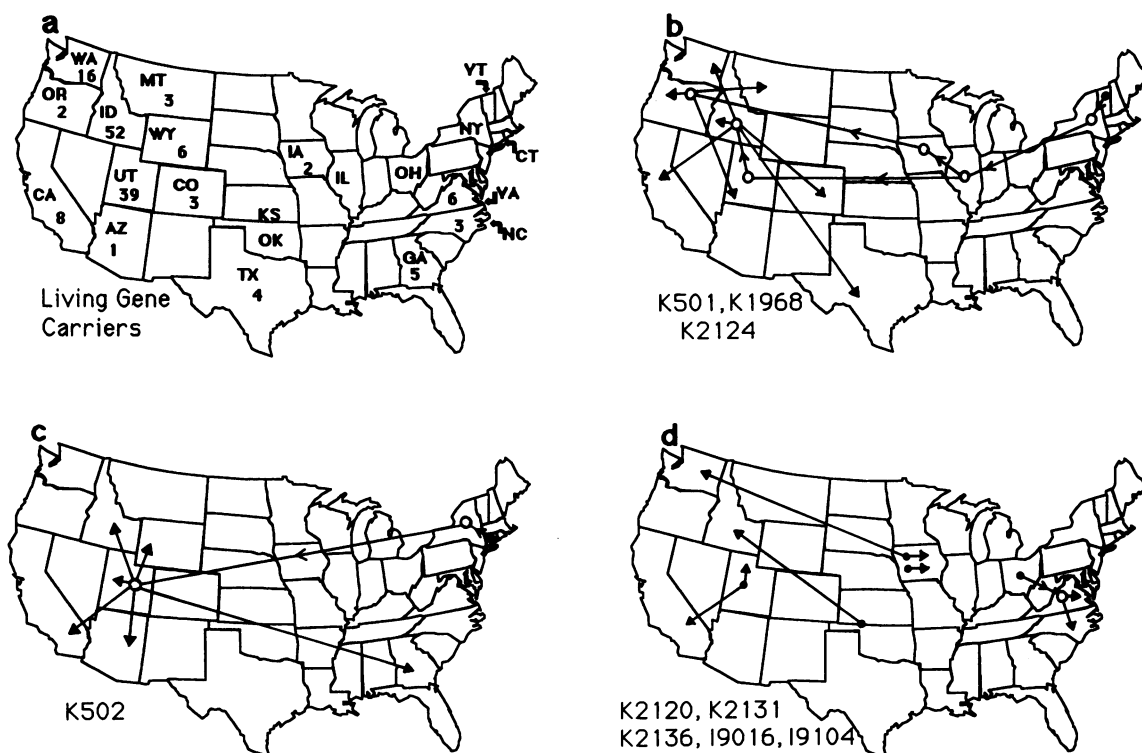 a
WA
16
OR
2
MT
3
ID
52
WY
6
VT
NY
IA
2
IL
OH
CT
CA
8
UT
39
CO
3
6
VA
KS
3
NC
AZ
1
OK
GA
5
TX
4
Living Gene
Carriers
b
K501, K1968
K2124
c
K502
d
K2120, K2131
K2136, I9016, I9104